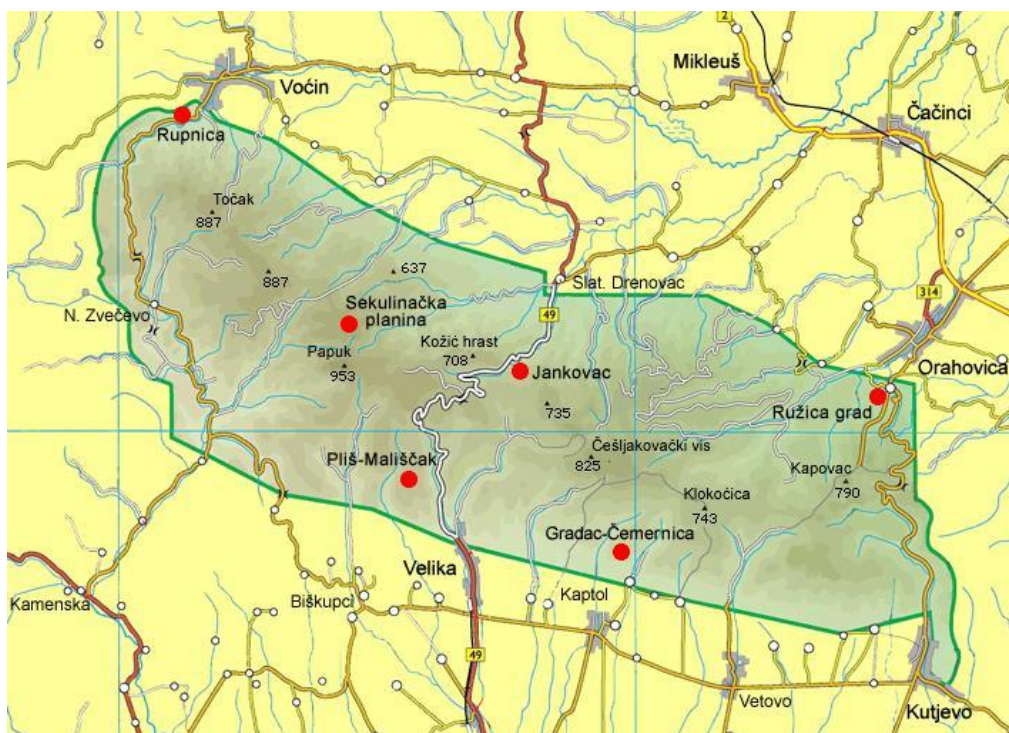 2
Mikleuš
Voćin
Rupnica
Čačinci
Točak
887
887
637
Slat. Drenovac
314
N. Zvečevo
Sekulinačka
planina
49
Kožić hrast
708
Papuk
953
Jankovac
Orahovica
Ružica grad
735
Češljakovački vis
825
Pliš-Mališčak
Kapovac
790
Klokočica
743
Gradac-Čemernica
Velika
Kaptol
Kamenska
Biškupci
49
Vetovo
Kutjevo